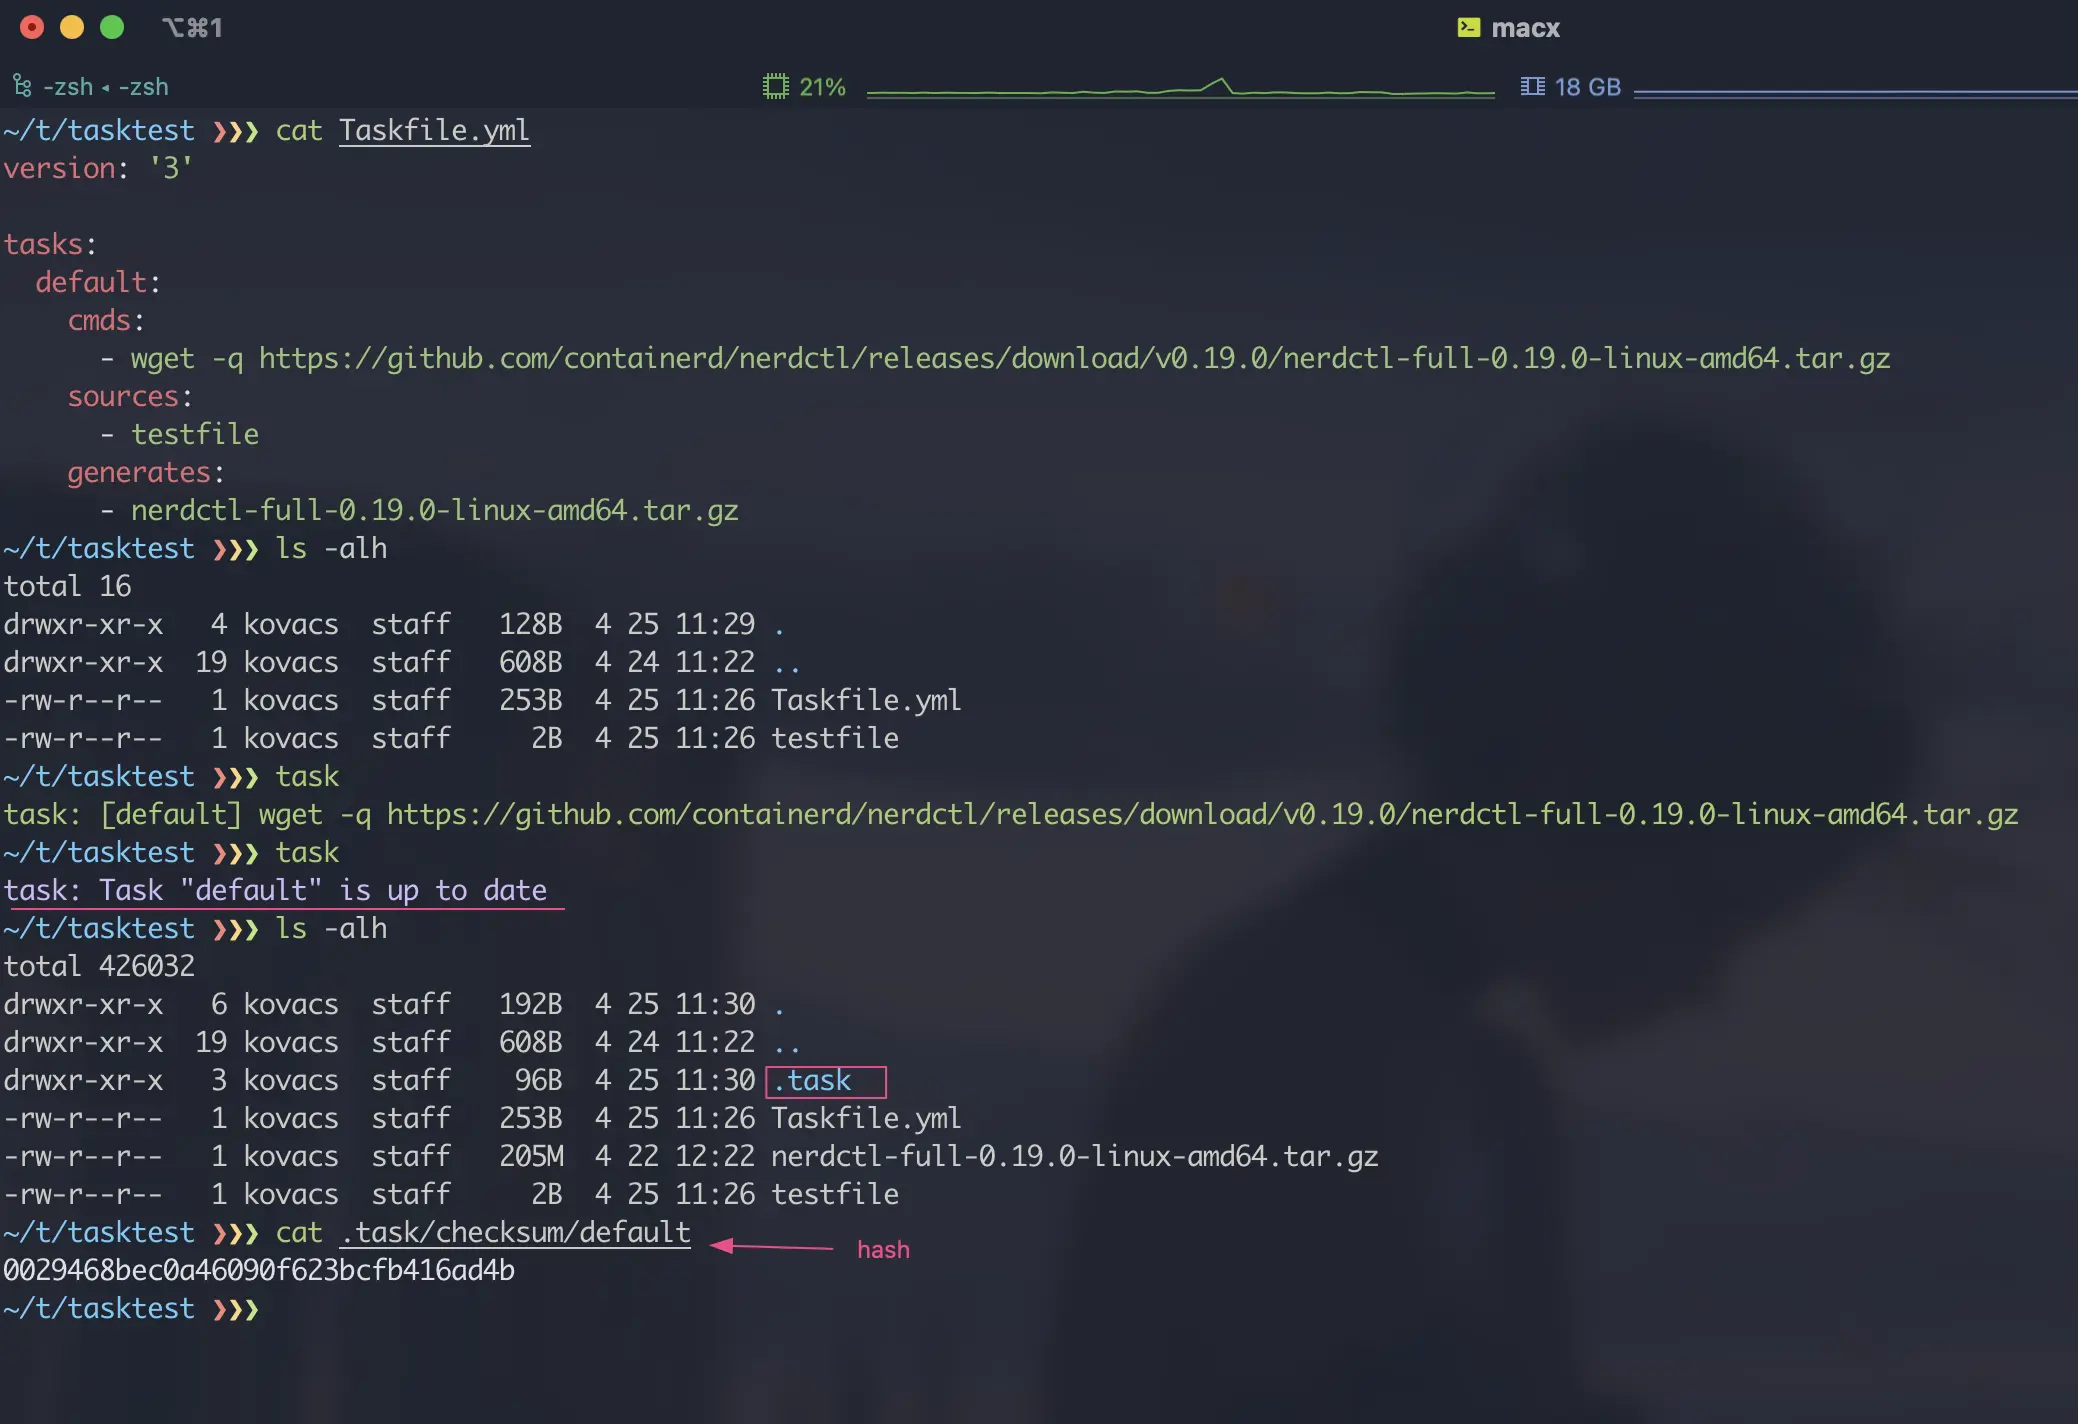 ⌥⌘1
macx
-zsh ◂ -zsh
21%
18 GB
~/t/tasktest ❯❯❯ cat Taskfile.yml
version: '3'
tasks:
  default:
    cmds:
      - wget -q https://github.com/containerd/nerdctl/releases/download/v0.19.0/nerdctl-full-0.19.0-linux-amd64.tar.gz
    sources:
      - testfile
    generates:
      - nerdctl-full-0.19.0-linux-amd64.tar.gz
~/t/tasktest ❯❯❯ ls -alh
total 16
drwxr-xr-x   4 kovacs  staff   128B  4 25 11:29 .
drwxr-xr-x  19 kovacs  staff   608B  4 24 11:22 ..
-rw-r--r--   1 kovacs  staff   253B  4 25 11:26 Taskfile.yml
-rw-r--r--   1 kovacs  staff     2B  4 25 11:26 testfile
~/t/tasktest ❯❯❯ task
task: [default] wget -q https://github.com/containerd/nerdctl/releases/download/v0.19.0/nerdctl-full-0.19.0-linux-amd64.tar.gz
~/t/tasktest ❯❯❯ task
task: Task "default" is up to date
~/t/tasktest ❯❯❯ ls -alh
total 426032
drwxr-xr-x   6 kovacs  staff   192B  4 25 11:30 .
drwxr-xr-x  19 kovacs  staff   608B  4 24 11:22 ..
drwxr-xr-x   3 kovacs  staff    96B  4 25 11:30 .task
-rw-r--r--   1 kovacs  staff   253B  4 25 11:26 Taskfile.yml
-rw-r--r--   1 kovacs  staff   205M  4 22 12:22 nerdctl-full-0.19.0-linux-amd64.tar.gz
-rw-r--r--   1 kovacs  staff     2B  4 25 11:26 testfile
~/t/tasktest ❯❯❯ cat .task/checksum/default
hash
0029468bec0a46090f623bcfb416ad4b
~/t/tasktest ❯❯❯